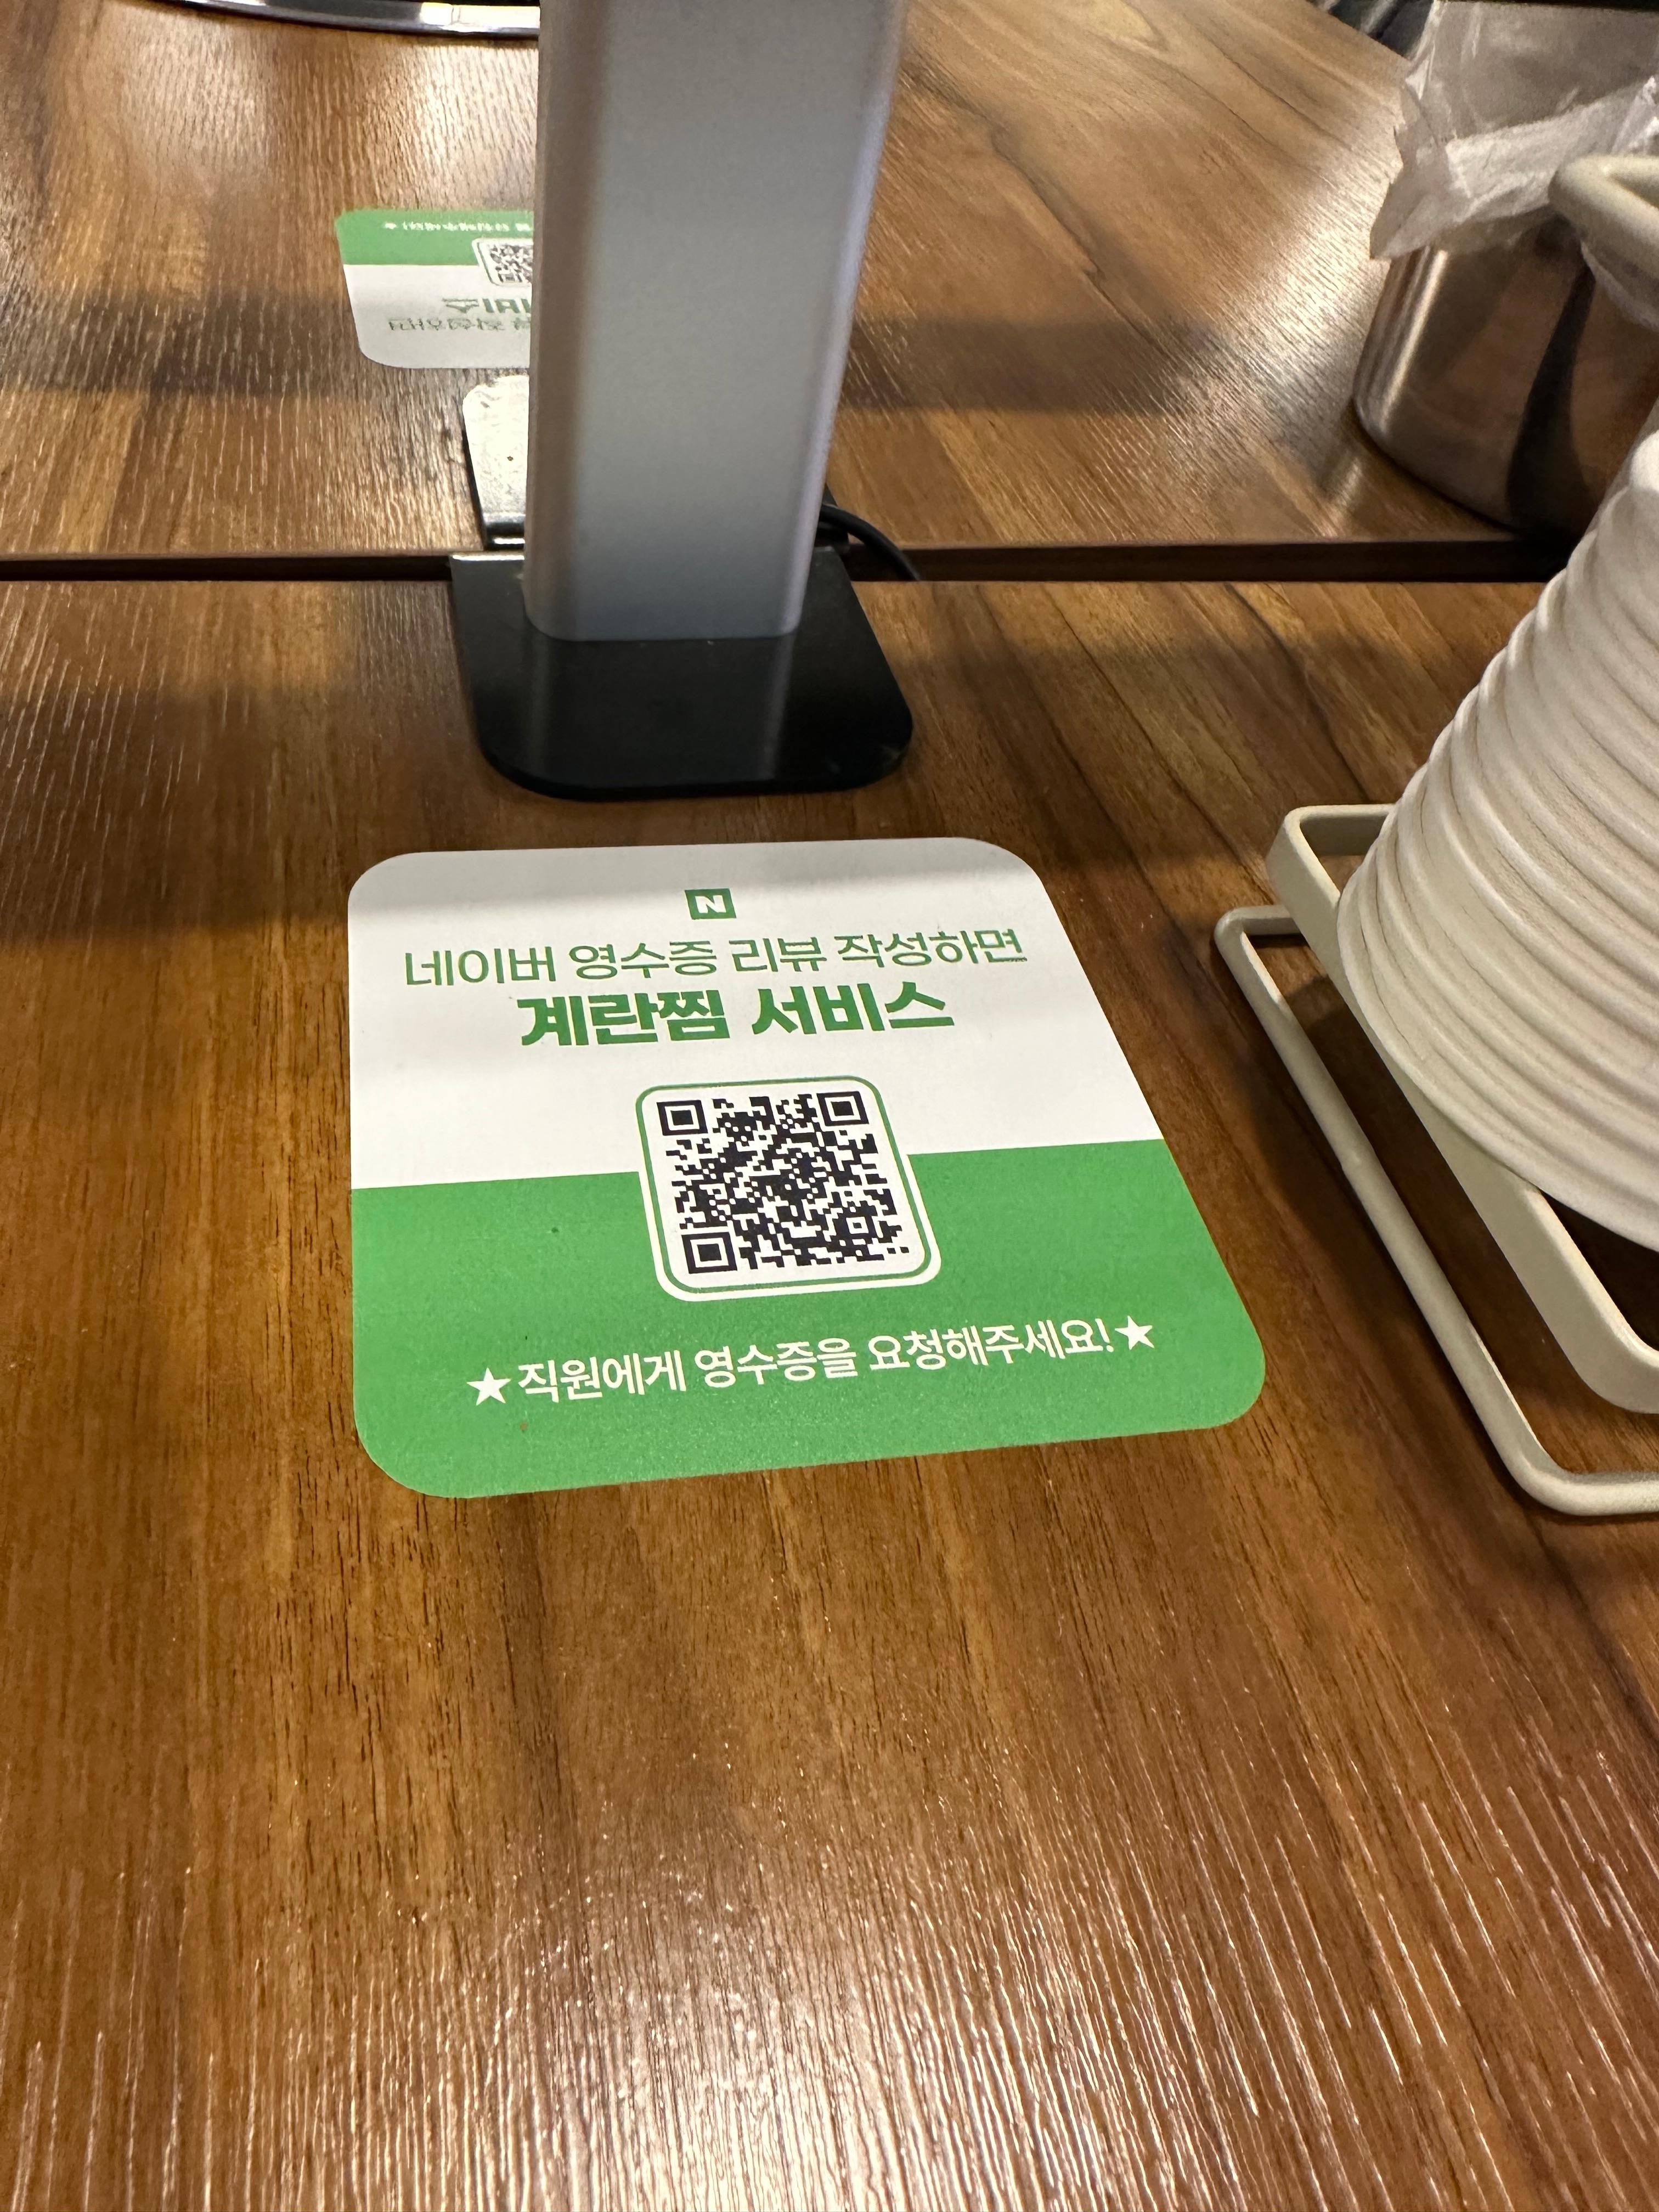 N
네이버 영수증 리뷰 작성하면
계란찜 서비스
★직원에게 영수증을 요청해주세요!★